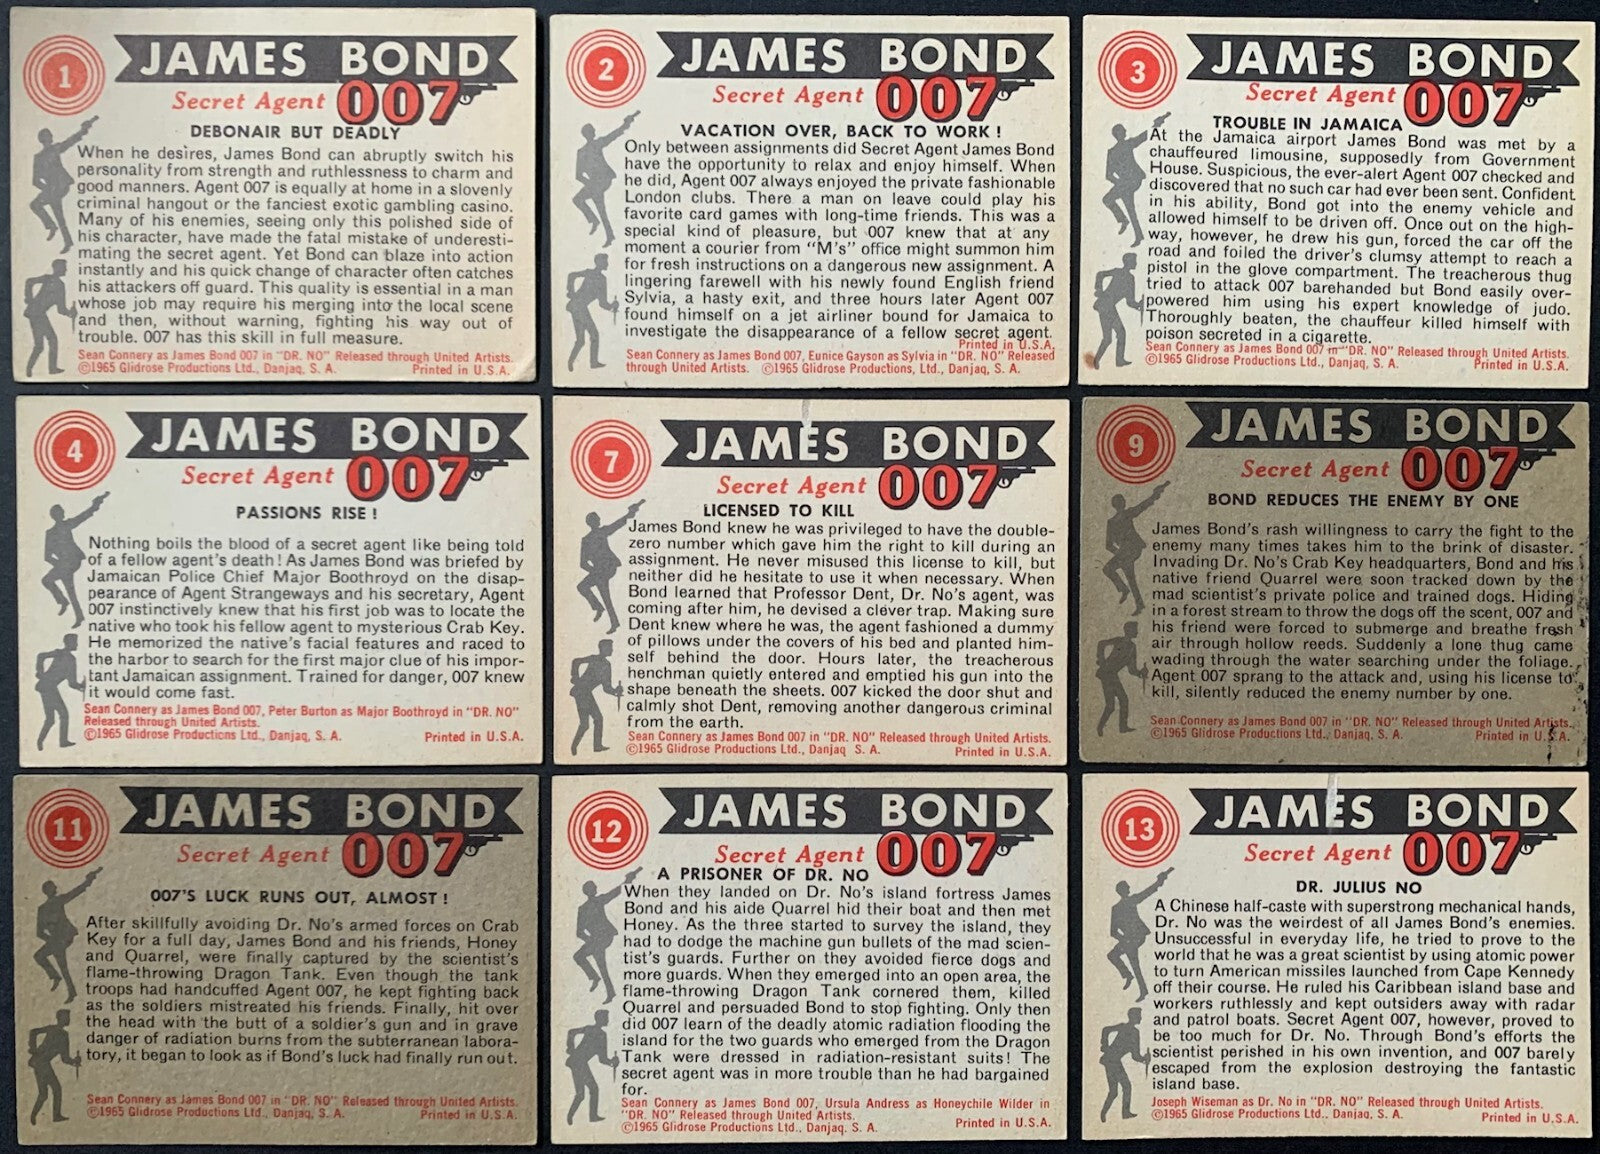 1
JAMES BOND
Secret Agent 007
DEBONAIR BUT DEADLY
When he desires, James Bond can abruptly switch his
personality from strength and ruthlessness to charm and
good manners. Agent 007 is equally at home in a slovenly
criminal hangout or the fanciest exotic gambling casino.
Many of his enemies, seeing only this polished side of
his character, have made the fatal mistake of underesti-
mating the secret agent. Yet Bond can blaze into action
instantly and his quick change of character often catches
his attackers off guard. This quality is essential in a man
whose job may require his merging into the local scene
and then, without warning, fighting his way out of
trouble. 007 has this skill in full measure.
Sean Connery as James Bond 007 in "DR. NO" Released through United Artists.
©1965 Glidrose Productions Ltd., Danjaq, S. A. Printed in U.S.A.
2
JAMES BOND
Secret Agent 007
VACATION OVER, BACK TO WORK!
Only between assignments did Secret Agent James Bond
have the opportunity to relax and enjoy himself. When
he did, Agent 007 always enjoyed the private fashionable
London clubs. There a man on leave could play his
favorite card games with long-time friends. This was a
special kind of pleasure, but 007 knew that at any
moment a courier from "M's" office might summon him
for fresh instructions on a dangerous new assignment. A
lingering farewell with his newly found English friend
Sylvia, a hasty exit, and three hours later Agent 007
found himself on a jet airliner bound for Jamaica to
investigate the disappearance of a fellow secret agent.
Printed in U.S.A.
Sean Connery as James Bond 007, Eunice Gayson as Sylvia in "DR. NO" Released
through United Artists. ©1965 Glidrose Productions, Ltd., Danjaq, S. A.
3
JAMES BOND
Secret Agent 007
TROUBLE IN JAMAICA
At the Jamaica airport James Bond was met by a
chauffeured limousine, supposedly from Government
House. Suspicious, the ever-alert Agent 007 checked and
discovered that no such car had ever been sent. Confident
in his ability, Bond got into the enemy vehicle and
allowed himself to be driven off. Once out on the high-
way, however, he drew his gun, forced the car off the
road and foiled the driver's clumsy attempt to reach a
pistol in the glove compartment. The treacherous thug
tried to attack 007 barehanded but Bond easily over-
powered him using his expert knowledge of judo.
Thoroughly beaten, the chauffeur killed himself with
poison secreted in a cigarette.
Sean Connery as James Bond 007 in "DR. NO" Released through United Artists.
©1965 Glidrose Productions Ltd., Danjaq, S. A. Printed in U.S.A.
4
JAMES BOND
Secret Agent 007
PASSIONS RISE!
Nothing boils the blood of a secret agent like being told
of a fellow agent's death! As James Bond was briefed by
Jamaican Police Chief Major Boothroyd on the disap-
pearance of Agent Strangeways and his secretary, Agent
007 instinctively knew that his first job was to locate the
native who took his fellow agent to mysterious Crab Key.
He memorized the native's facial features and raced to
the harbor to search for the first major clue of his impor-
tant Jamaican assignment. Trained for danger, 007 knew
it would come fast.
Sean Connery as James Bond 007, Peter Burton as Major Boothroyd in "DR. NO"
Released through United Artists.
©1965 Glidrose Productions Ltd., Danjaq, S. A. Printed in U.S.A.
7
JAMES BOND
Secret Agent 007
LICENSED TO KILL
James Bond knew he was privileged to have the double-
zero number which gave him the right to kill during an
assignment. He never misused this license to kill, but
neither did he hesitate to use it when necessary. When
Bond learned that Professor Dent, Dr. No's agent, was
coming after him, he devised a clever trap. Making sure
Dent knew where he was, the agent fashioned a dummy
of pillows under the covers of his bed and planted him-
self behind the door. Hours later, the treacherous
henchman quietly entered and emptied his gun into the
shape beneath the sheets. 007 kicked the door shut and
calmly shot Dent, removing another dangerous criminal
from the earth.
Sean Connery as James Bond 007 in "DR. NO" Released through United Artists.
©1965 Glidrose Productions Ltd., Danjaq S. A. Printed in U.S.A.
9
JAMES BOND
Secret Agent 007
BOND REDUCES THE ENEMY BY ONE
James Bond's rash willingness to carry the fight to the
enemy many times takes him to the brink of disaster.
Invading Dr. No's Crab Key headquarters, Bond and his
native friend Quarrel were soon tracked down by the
mad scientist's private police and trained dogs. Hiding
in a forest stream to throw the dogs off the scent, 007 and
his friend were forced to submerge and breathe fresh
air through hollow reeds. Suddenly a lone thug came
wading through the water searching under the foliage.
Agent 007 sprang to the attack and, using his license to
kill, silently reduced the enemy number by one.
Sean Connery as James Bond 007 in "DR. NO" Released through United Artists.
©1965 Glidrose Productions Ltd., Danjaq, S. A. Printed in U.S.A.
11
JAMES BOND
Secret Agent 007
007'S LUCK RUNS OUT, ALMOST!
After skillfully avoiding Dr. No's armed forces on Crab
Key for a full day, James Bond and his friends, Honey
and Quarrel, were finally captured by the scientist's
flame-throwing Dragon Tank. Even though the tank
troops had handcuffed Agent 007, he kept fighting back
as the soldiers mistreated his friends. Finally, hit over
the head with the butt of a soldier's gun and in grave
danger of radiation burns from the subterranean labora-
tory, it began to look as if Bond's luck had finally run out.
Sean Connery as James Bond 007 in "DR. NO" Released through United Artists.
©1965 Glidrose Productions Ltd., Danjaq, S. A. Printed in U.S.A.
12
JAMES BOND
Secret Agent 007
A PRISONER OF DR. NO
When they landed on Dr. No's island fortress James
Bond and his aide Quarrel hid their boat and then met
Honey. As the three started to survey the island, they
had to dodge the machine gun bullets of the mad scien-
tist's guards. Further on they avoided fierce dogs and
more guards. When they emerged into an open area, the
flame-throwing Dragon Tank cornered them, killed
Quarrel and persuaded Bond to stop fighting. Only then
did 007 learn of the deadly atomic radiation flooding the
island for the two guards who emerged from the Dragon
Tank were dressed in radiation-resistant suits! The
secret agent was in more trouble than he had bargained
for.
Sean Connery as James Bond 007, Ursula Andress as Honeychile Wilder in
"DR. NO" Released through United Artists.
©1965 Glidrose Productions Ltd., Danjaq, S. A. Printed in U.S.A.
13
JAMES BOND
Secret Agent 007
DR. JULIUS NO
A Chinese half-caste with superstrong mechanical hands,
Dr. No was the weirdest of all James Bond's enemies.
Unsuccessful in everyday life, he tried to prove to the
world that he was a great scientist by using atomic power
to turn American missiles launched from Cape Kennedy
off their course. He ruled his Caribbean island base and
workers ruthlessly and kept outsiders away with radar
and patrol boats. Secret Agent 007, however, proved to
be too much for Dr. No. Through Bond's efforts the
scientist perished in his own invention, and 007 barely
escaped from the explosion destroying the fantastic
island base.
Joseph Wiseman as Dr. No in "DR. NO" Released through United Artists.
©1965 Glidrose Productions Ltd., Danjaq, S. A. Printed in U.S.A.